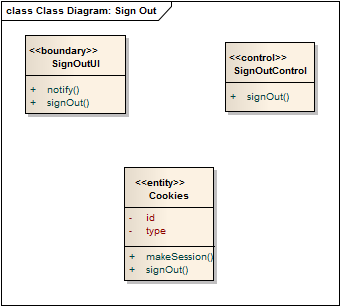 class Class Diagram: Sign Out
<<boundary>>
SignOutUI
+ notify()
+ signOut()
<<control>>
SignOutControl
+ signOut()
<<entity>>
Cookies
- id
- type
+ makeSession()
+ signOut()